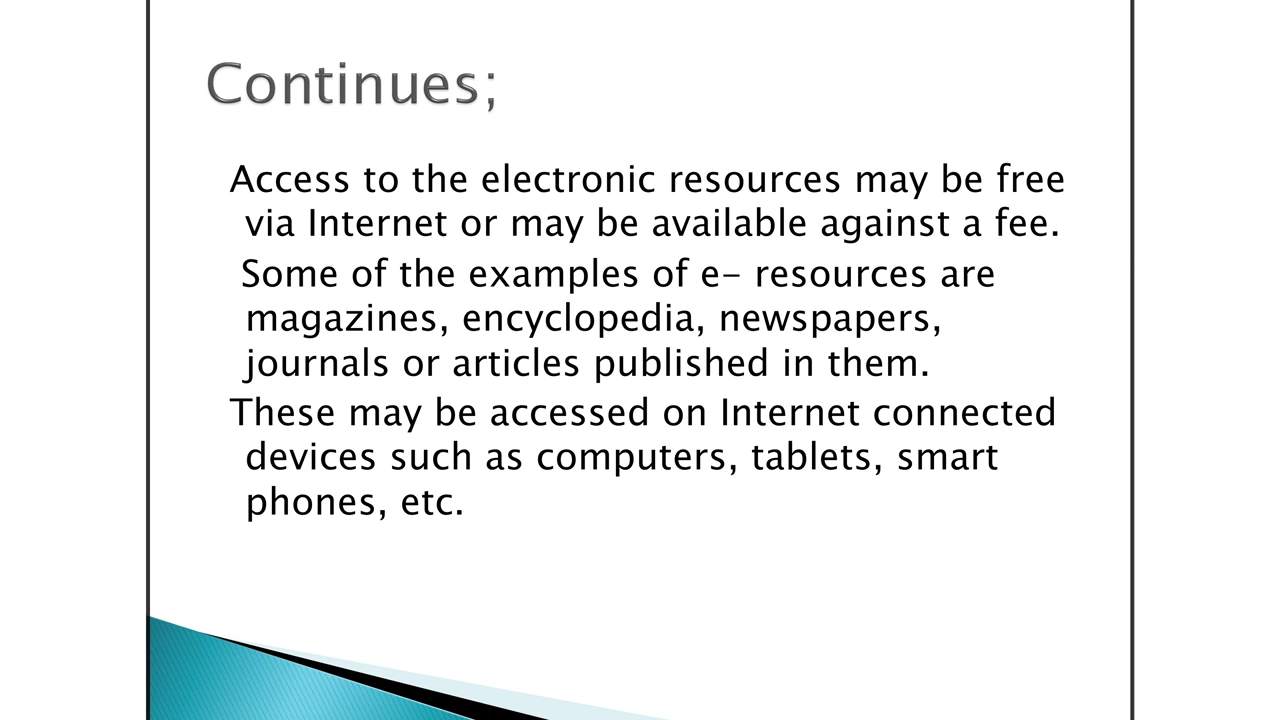 Continues;
Access to the electronic resources may be free
via Internet or may be available against a fee.
Some of the examples of e- resources are
magazines, encyclopedia, newspapers,
journals or articles published in them.
These may be accessed on Internet connected
devices such as computers, tablets, smart
phones, etc.